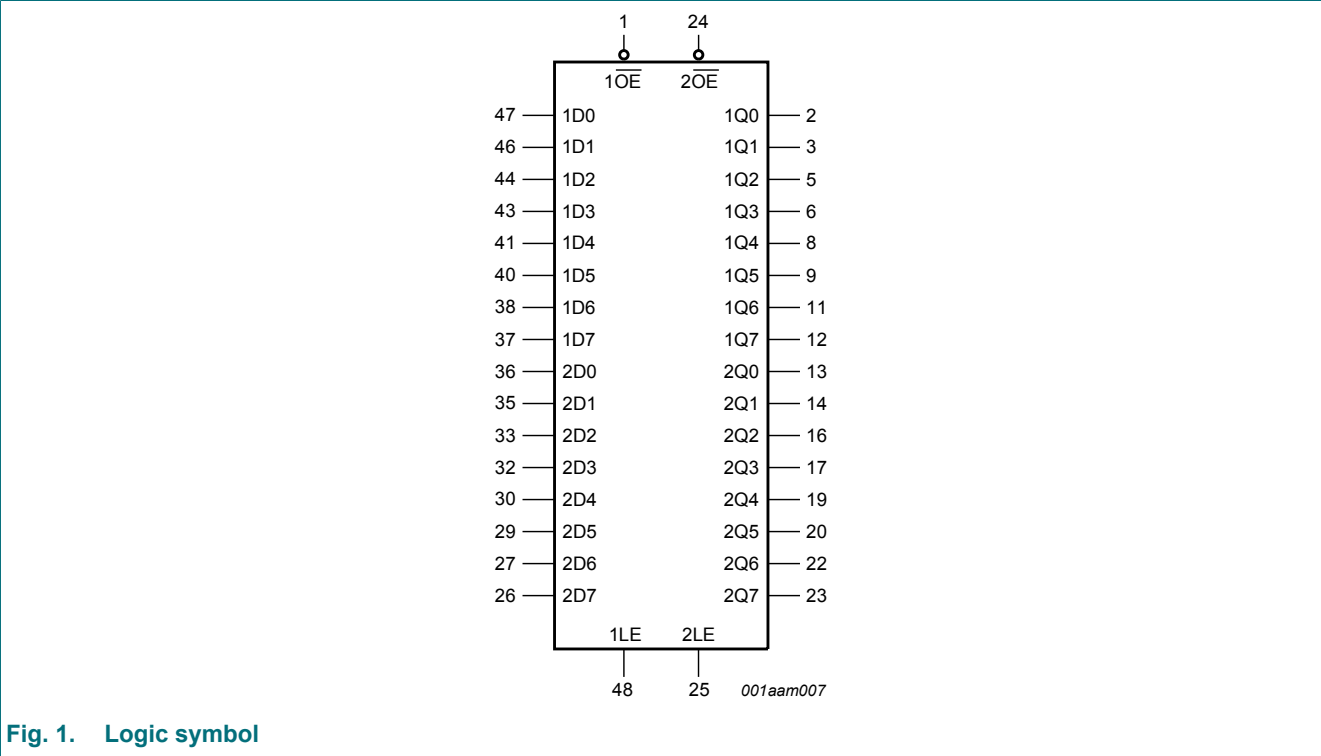 1 24
1OE 2OE
47 1D0 1Q0 2
46 1D1 1Q1 3
44 1D2 1Q2 5
43 1D3 1Q3 6
41 1D4 1Q4 8
40 1D5 1Q5 9
38 1D6 1Q6 11
37 1D7 1Q7 12
36 2D0 2Q0 13
35 2D1 2Q1 14
33 2D2 2Q2 16
32 2D3 2Q3 17
30 2D4 2Q4 19
29 2D5 2Q5 20
27 2D6 2Q6 22
26 2D7 2Q7 23
1LE 2LE
48 25 001aam007
Fig. 1. Logic symbol